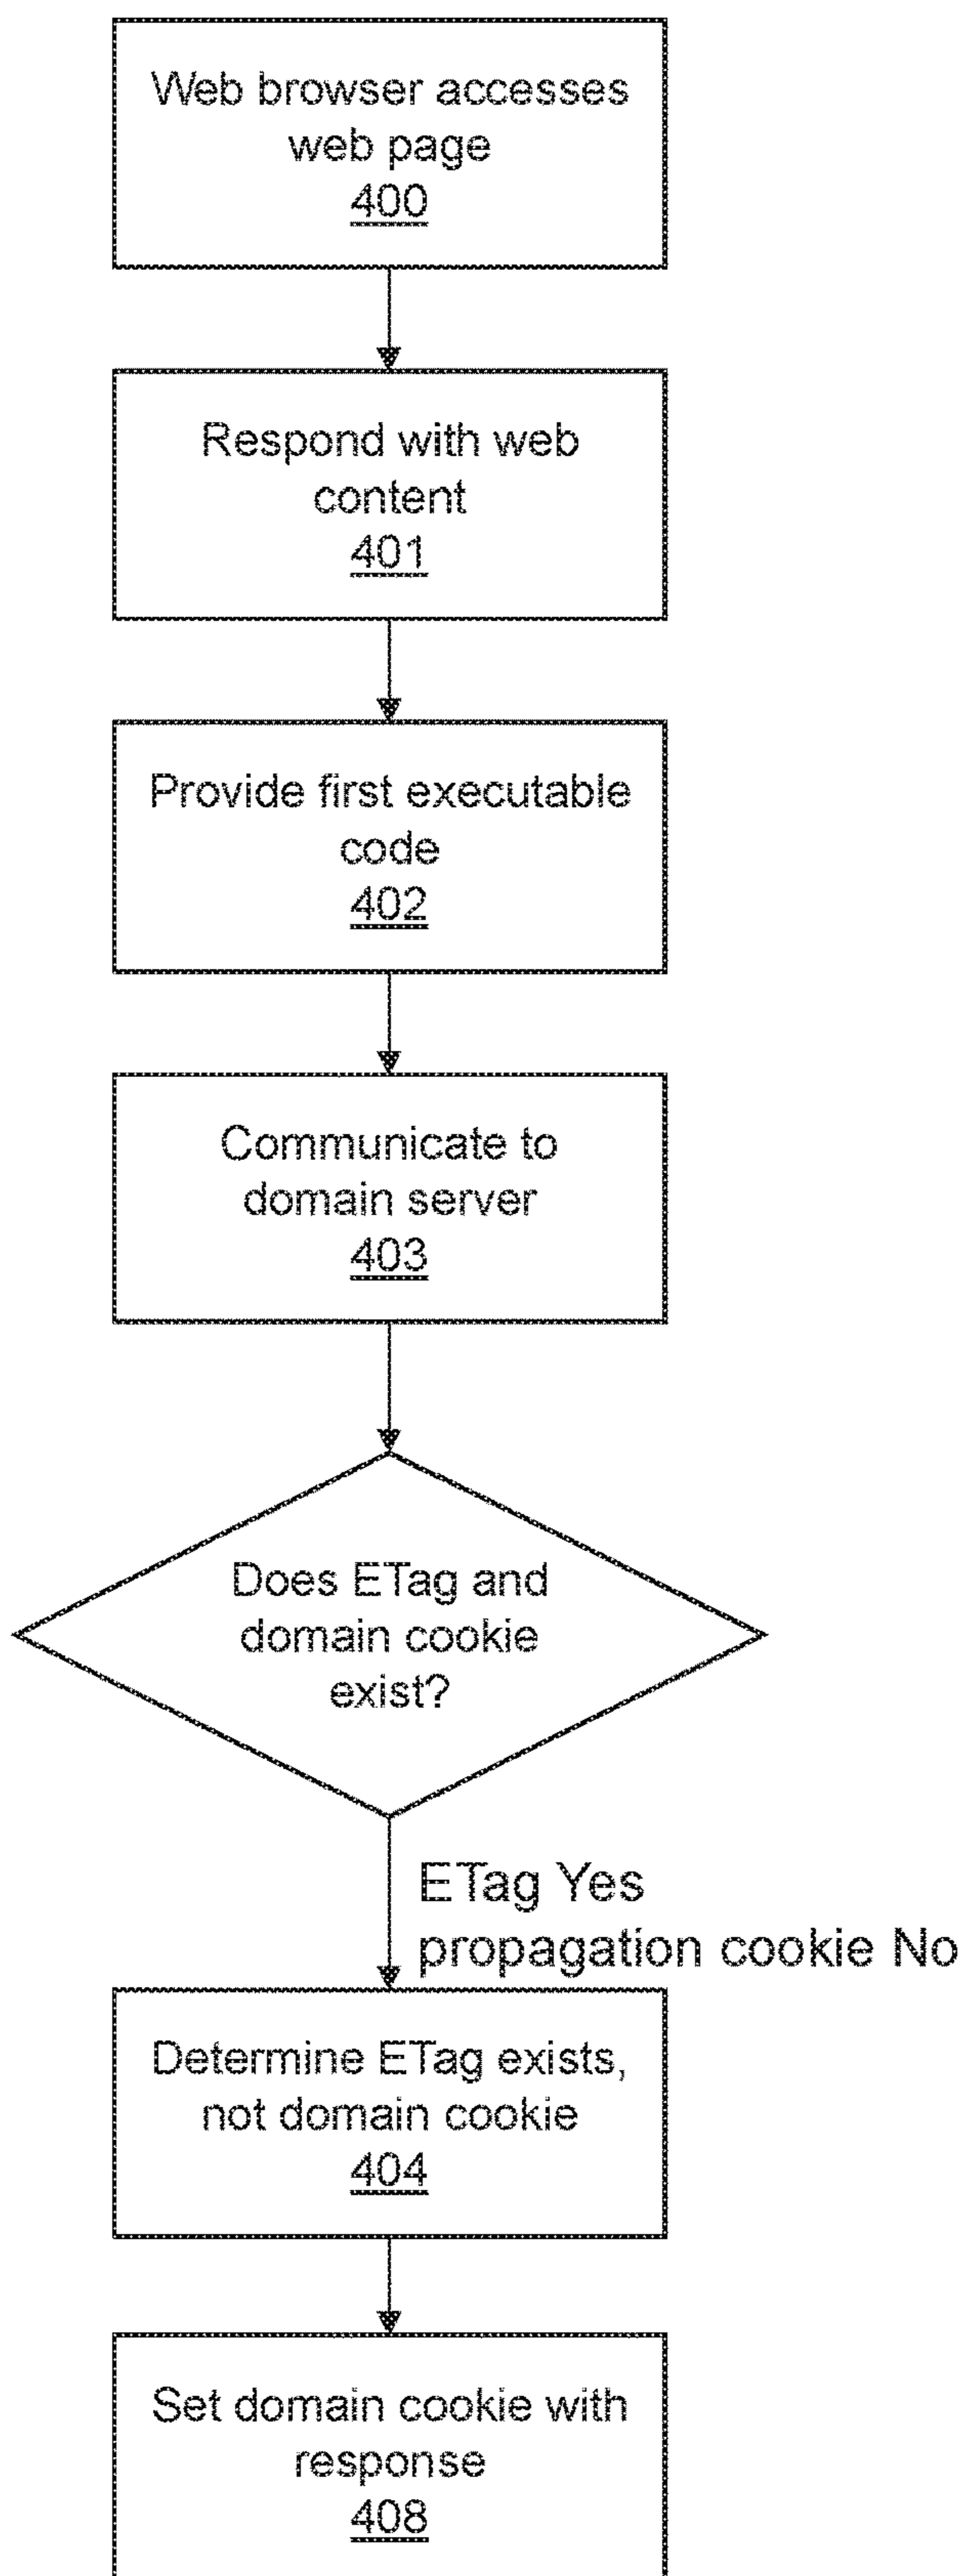 Web browser accesses
web page
400
Respond with web
content
401
Provide first executable
code
402
Communicate to
domain server
403
Does ETag and
domain cookie
exist?
ETag Yes
propagation cookie No
Determine ETag exists,
not domain cookie
404
Set domain cookie with
response
408